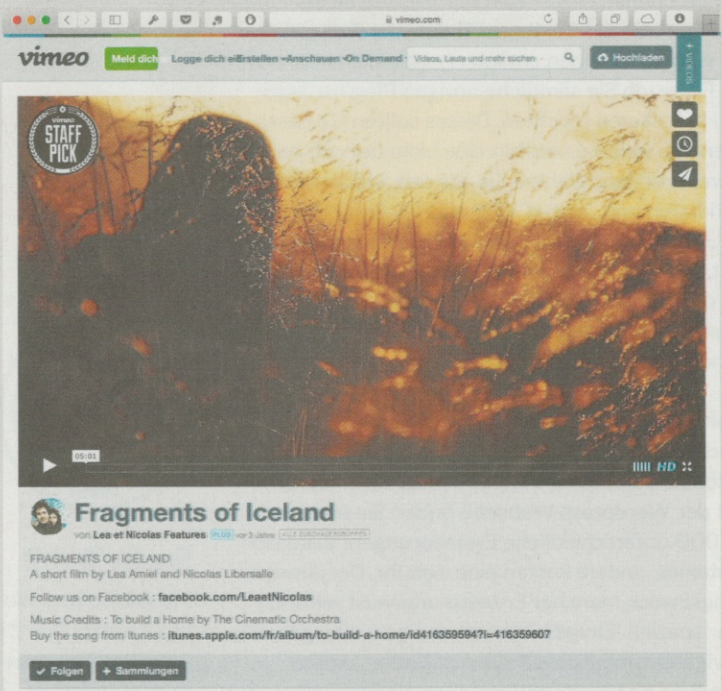 vimeo.com
vimeo
Meld dich
Logge dich ein
Erstellen
Anschauen
On Demand
Videos, Leute und mehr suchen
Hochladen
+ VIDEOS
vimeo
STAFF
PICK
05:01
HD
Fragments of Iceland
von Lea et Nicolas Features PLUS vor 3 Jahre ALLE ZUSCHAUERGRUPPEN
FRAGMENTS OF ICELAND
A short film by Lea Amiel and Nicolas Libersalle
Follow us on Facebook : facebook.com/LeaetNicolas
Music Credits : To build a Home by The Cinematic Orchestra
Buy the song from Itunes : itunes.apple.com/fr/album/to-build-a-home/id416359594?i=416359607
Folgen
+ Sammlungen